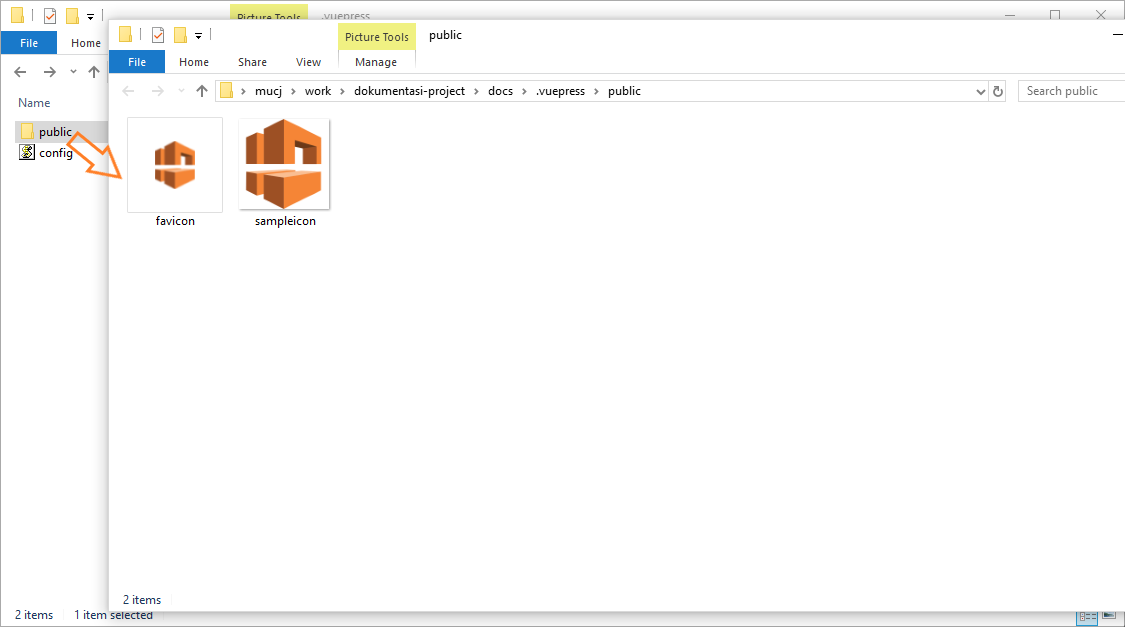 Picture Tools .vuepress
File Home
Name
public
config
2 items 1 item selected
Picture Tools public
File Home Share View Manage
mucj work dokumentasi-project docs .vuepress public Search public
favicon sampleicon
2 items